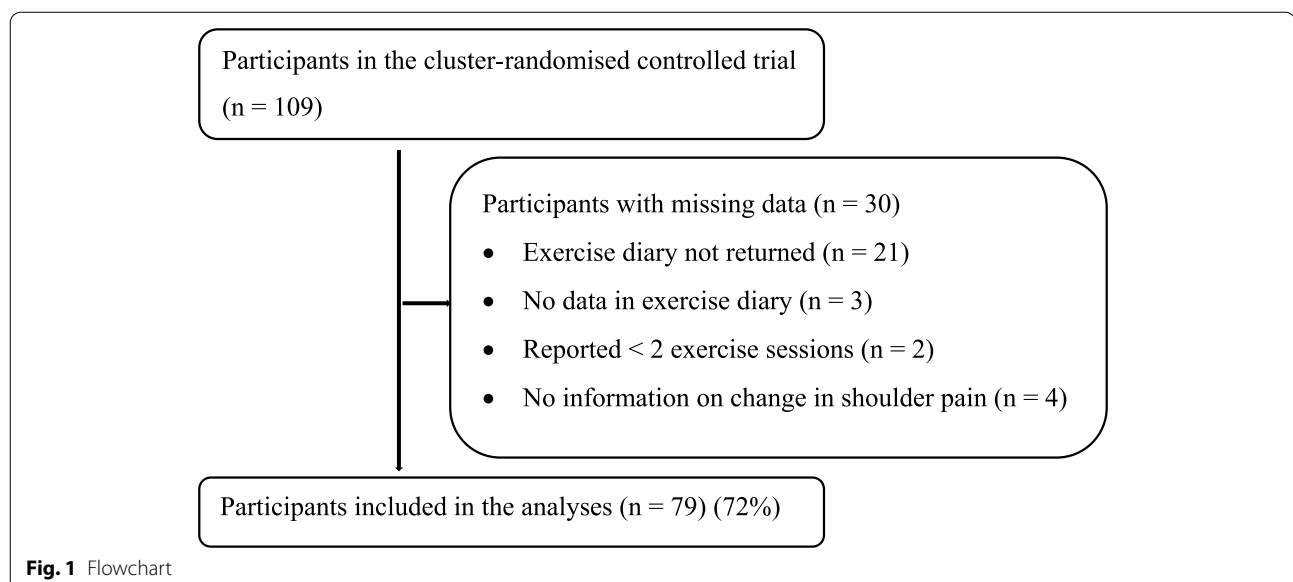 Participants in the cluster-randomised controlled trial
(n = 109)
Participants with missing data (n = 30)
• Exercise diary not returned (n = 21)
• No data in exercise diary (n = 3)
• Reported < 2 exercise sessions (n = 2)
• No information on change in shoulder pain (n = 4)
Participants included in the analyses (n = 79) (72%)
Fig. 1 Flowchart